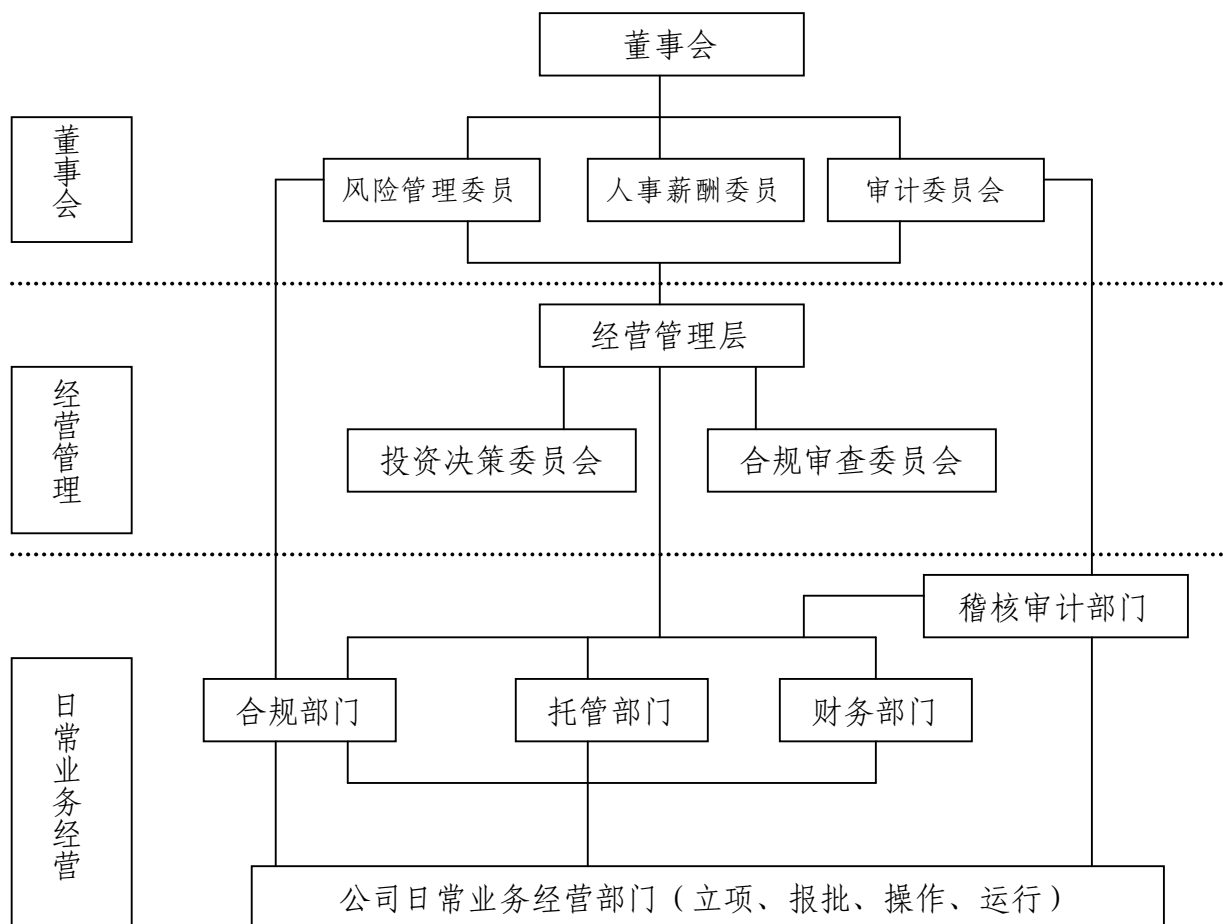 董事会
董事会
风险管理委员
人事薪酬委员
审计委员会
经营管理层
经营管理
投资决策委员会
合规审查委员会
稽核审计部门
日常业务经营
合规部门
托管部门
财务部门
公司日常业务经营部门（立项、报批、操作、运行）